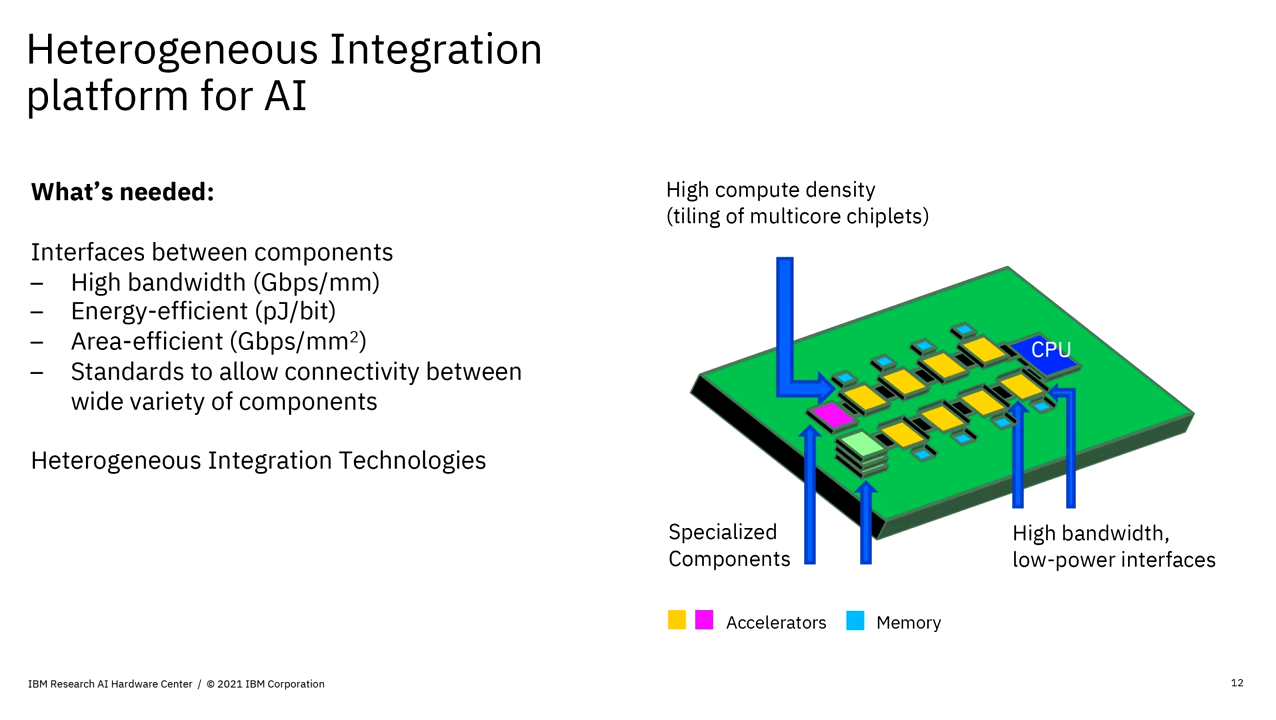 Heterogeneous Integration
platform for AI
What's needed:
Interfaces between components
– High bandwidth (Gbps/mm)
– Energy-efficient (pJ/bit)
– Area-efficient (Gbps/mm²)
– Standards to allow connectivity between
wide variety of components
Heterogeneous Integration Technologies
High compute density
(tiling of multicore chiplets)
CPU
Specialized
Components
High bandwidth,
low-power interfaces
Accelerators
Memory
IBM Research AI Hardware Center / © 2021 IBM Corporation
12